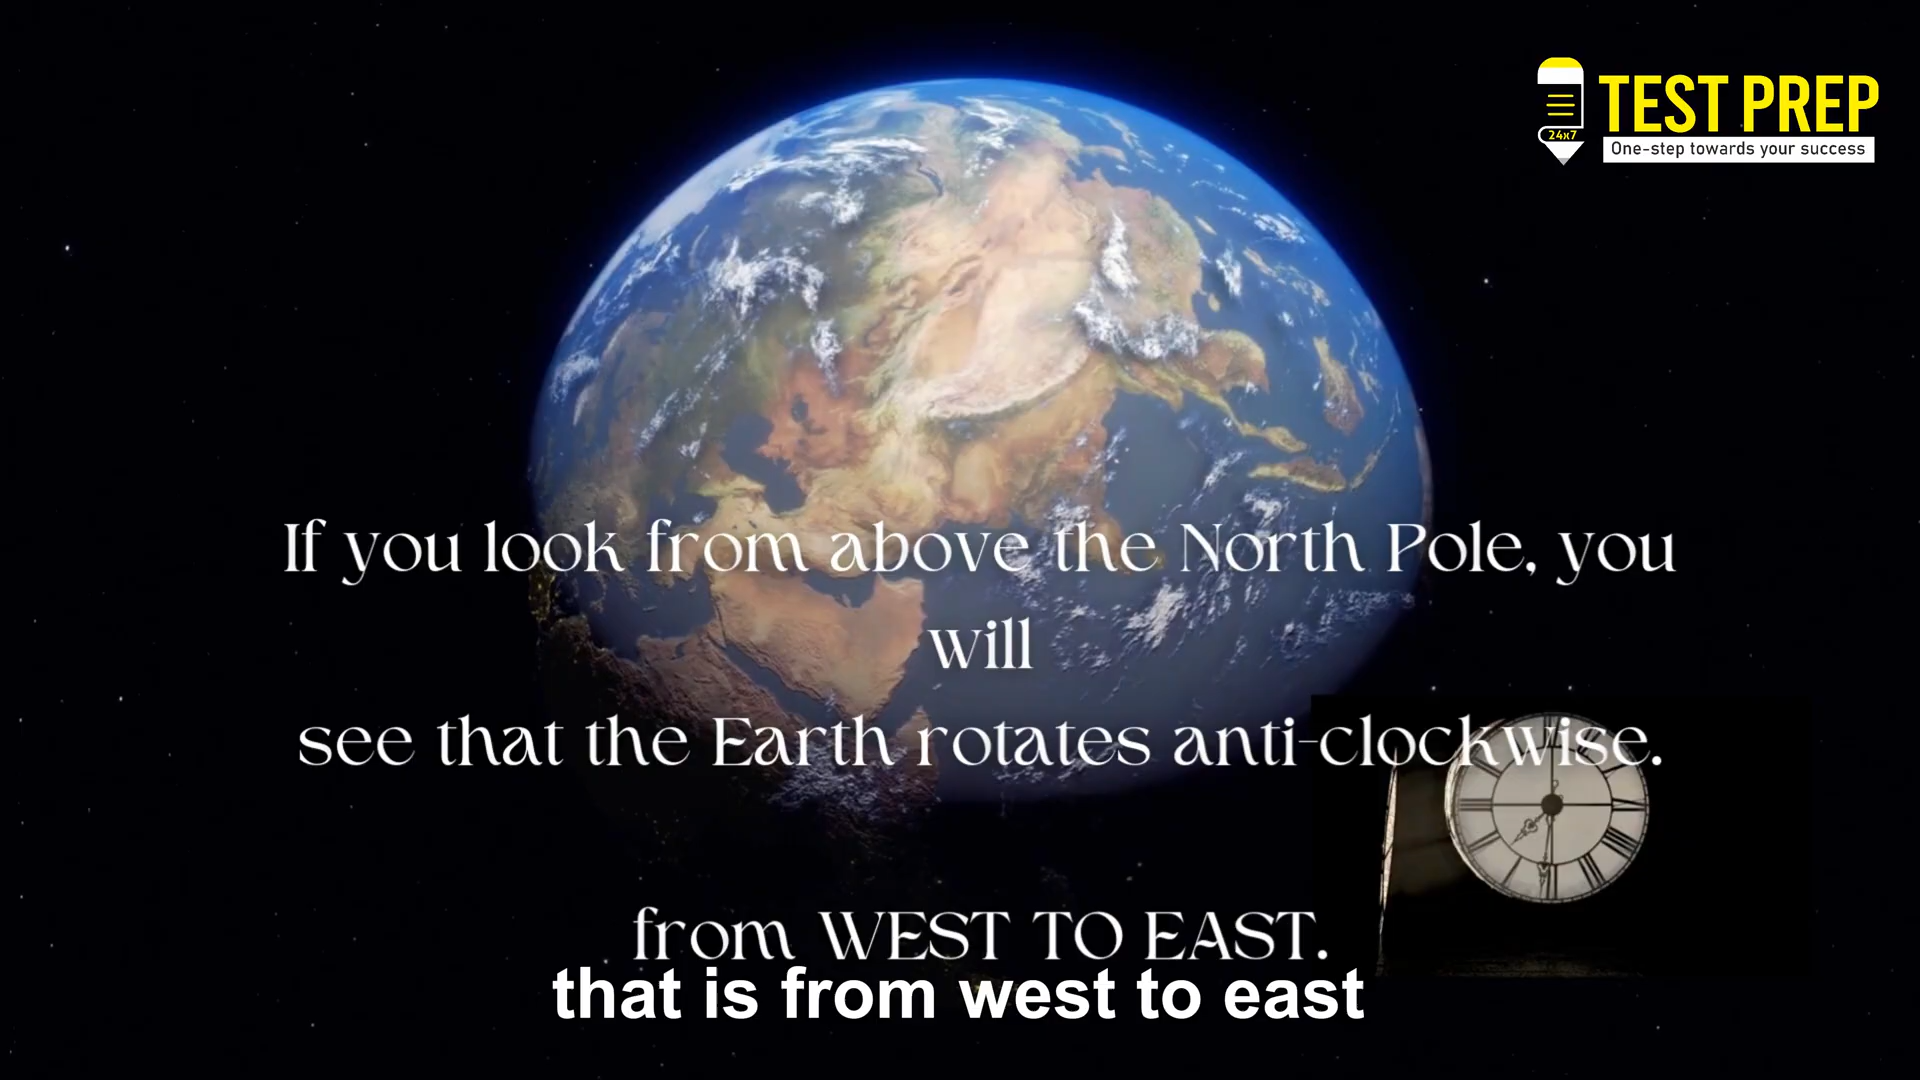 TEST PREP
24x7
One-step towards your success
If you look from above the North Pole, you
will
see that the Earth rotates anti-clockwise.
from WEST TO EAST.
that is from west to east